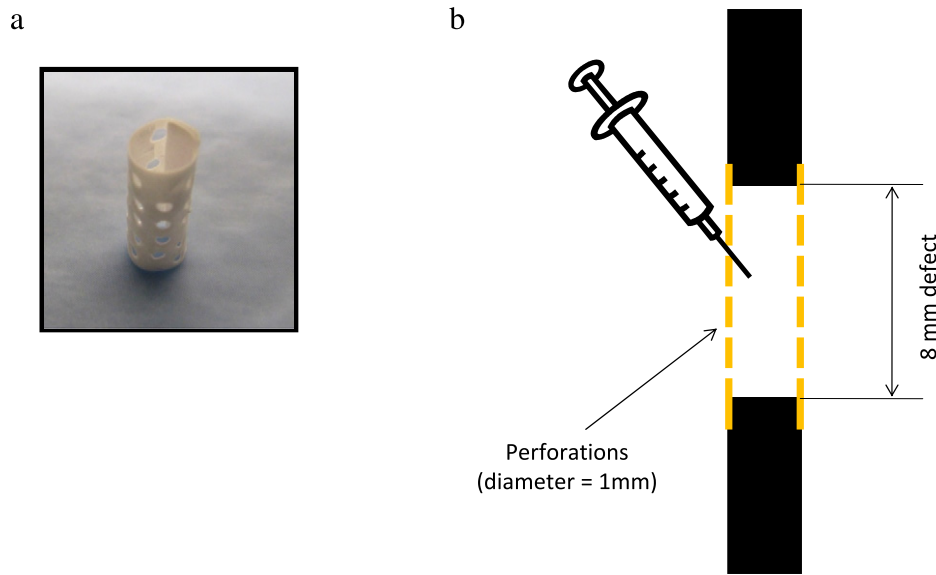 a
b
8 mm defect
Perforations
(diameter = 1mm)